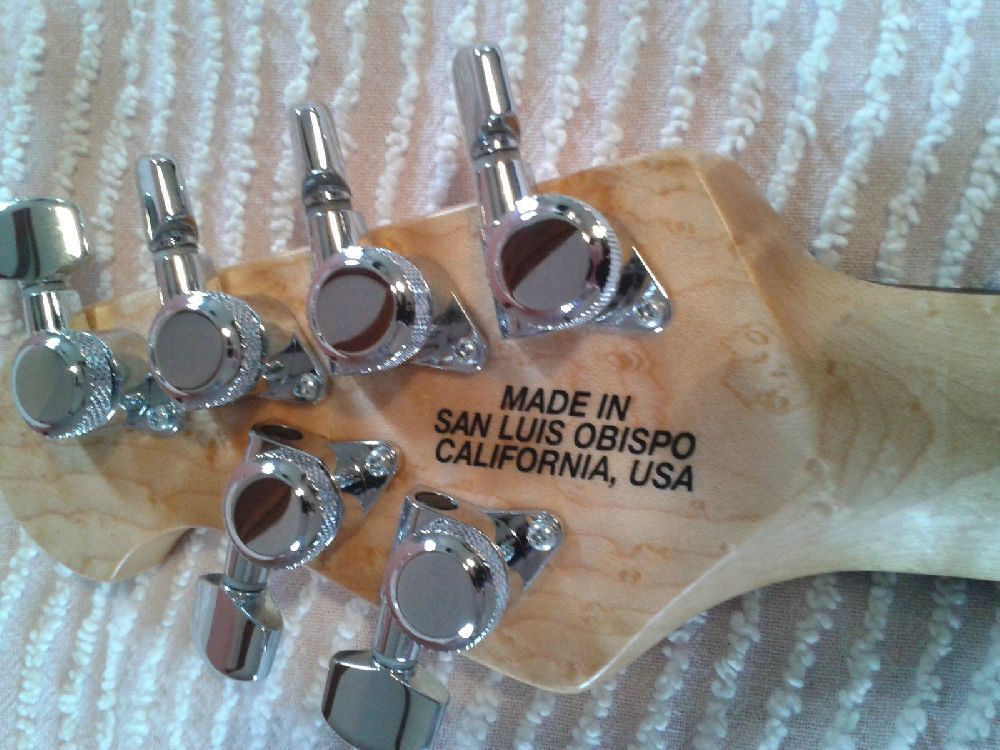 MADE IN
SAN LUIS OBISPO
CALIFORNIA, USA